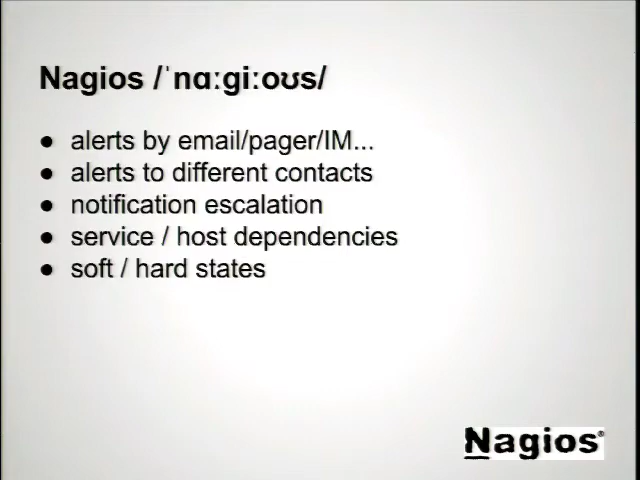 Nagios /ˈnɑːɡiːoʊs/
● alerts by email/pager/IM...
● alerts to different contacts
● notification escalation
● service / host dependencies
● soft / hard states
Nagios®